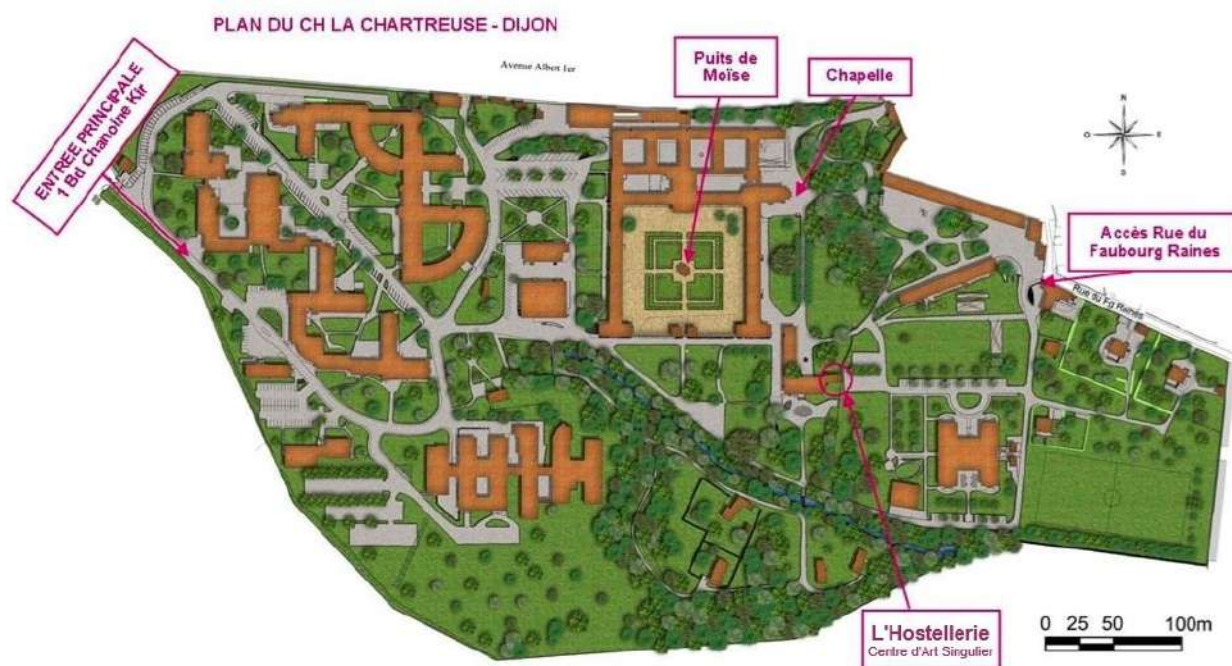 PLAN DU CH LA CHARTREUSE - DIJON
Avenue Albert 1er
Puits de
Moïse
Chapelle
ENTREE PRINCIPALE
1 Bd Chanoine Kir
N
O
E
S
Accès Rue du
Faubourg Raines
Rue du Fg Raines
L'Hostellerie
Centre d'Art Singulier
0 25 50 100m